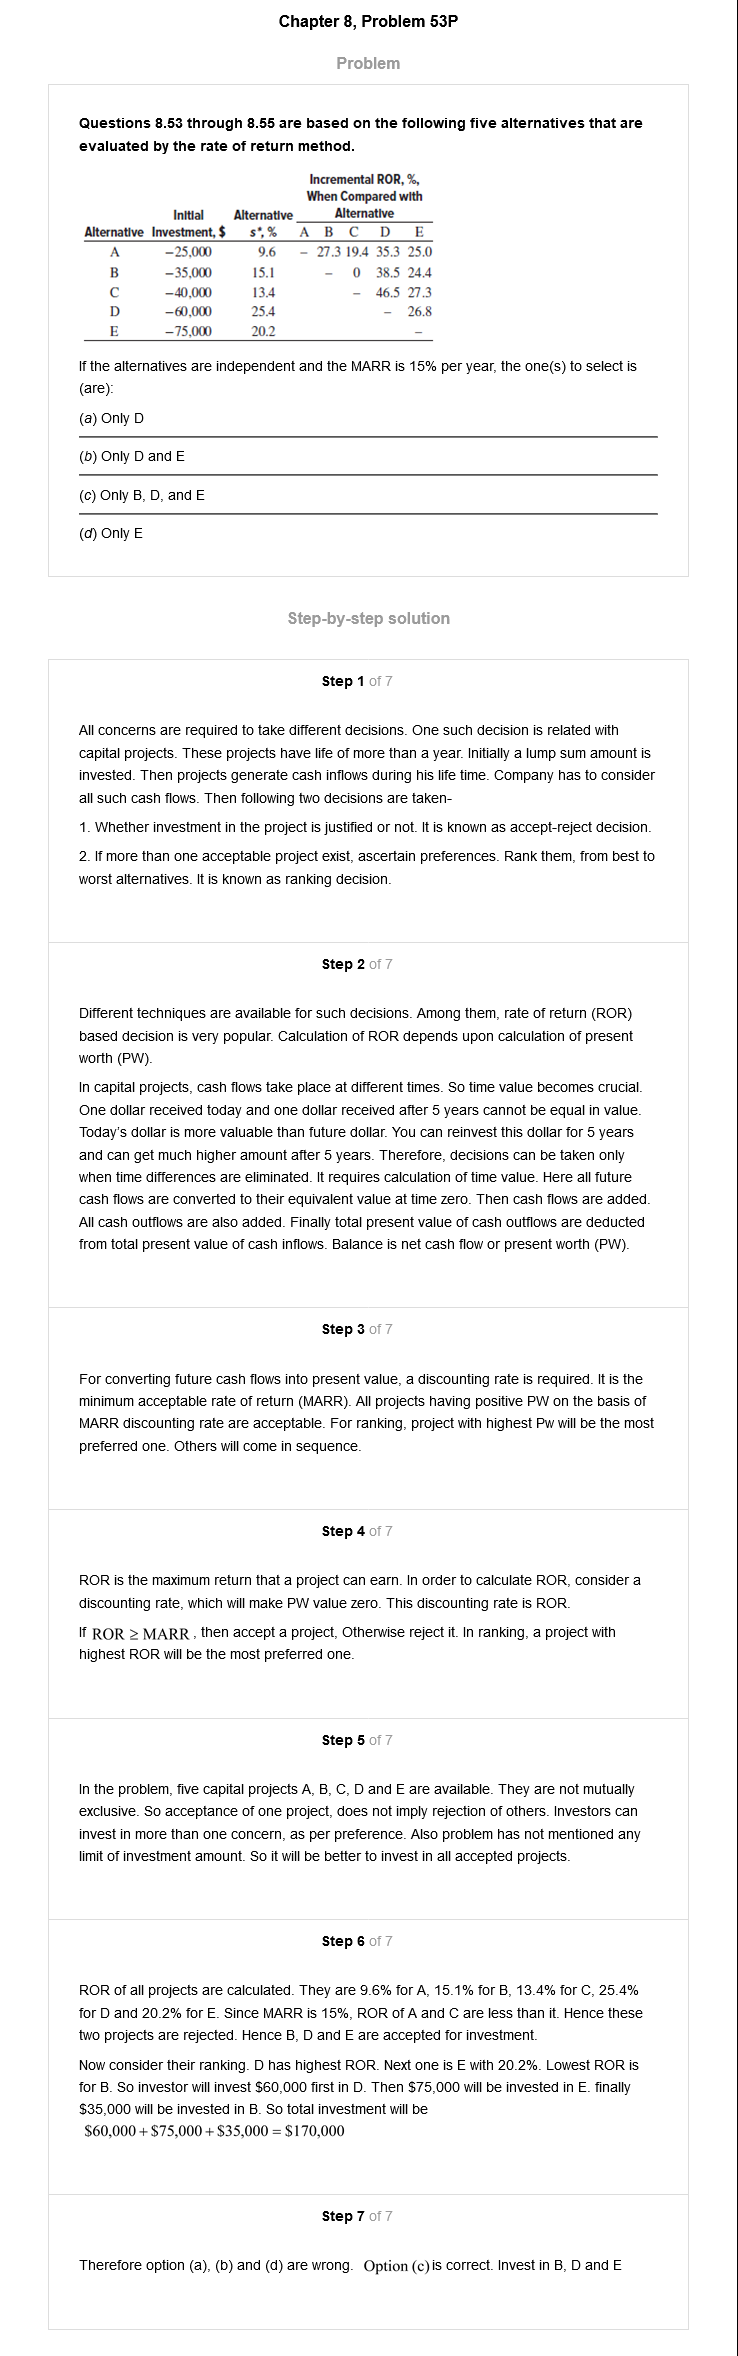 Chapter 8, Problem 53P
Problem
Questions 8.53 through 8.55 are based on the following five alternatives that are
evaluated by the rate of return method.
Incremental ROR, %,
When Compared with
Initial Alternative Alternative
Alternative Investment, $ s*, % A B C D E
A −25,000 9.6 – 27.3 19.4 35.3 25.0
B −35,000 15.1 – 0 38.5 24.4
C −40,000 13.4 – 46.5 27.3
D −60,000 25.4 – 26.8
E −75,000 20.2 –
If the alternatives are independent and the MARR is 15% per year, the one(s) to select is
(are):
(a) Only D
(b) Only D and E
(c) Only B, D, and E
(d) Only E
Step-by-step solution
Step 1 of 7
All concerns are required to take different decisions. One such decision is related with
capital projects. These projects have life of more than a year. Initially a lump sum amount is
invested. Then projects generate cash inflows during his life time. Company has to consider
all such cash flows. Then following two decisions are taken-
1. Whether investment in the project is justified or not. It is known as accept-reject decision.
2. If more than one acceptable project exist, ascertain preferences. Rank them, from best to
worst alternatives. It is known as ranking decision.
Step 2 of 7
Different techniques are available for such decisions. Among them, rate of return (ROR)
based decision is very popular. Calculation of ROR depends upon calculation of present
worth (PW).
In capital projects, cash flows take place at different times. So time value becomes crucial.
One dollar received today and one dollar received after 5 years cannot be equal in value.
Today's dollar is more valuable than future dollar. You can reinvest this dollar for 5 years
and can get much higher amount after 5 years. Therefore, decisions can be taken only
when time differences are eliminated. It requires calculation of time value. Here all future
cash flows are converted to their equivalent value at time zero. Then cash flows are added.
All cash outflows are also added. Finally total present value of cash outflows are deducted
from total present value of cash inflows. Balance is net cash flow or present worth (PW).
Step 3 of 7
For converting future cash flows into present value, a discounting rate is required. It is the
minimum acceptable rate of return (MARR). All projects having positive PW on the basis of
MARR discounting rate are acceptable. For ranking, project with highest Pw will be the most
preferred one. Others will come in sequence.
Step 4 of 7
ROR is the maximum return that a project can earn. In order to calculate ROR, consider a
discounting rate, which will make PW value zero. This discounting rate is ROR.
If ROR ≥ MARR, then accept a project, Otherwise reject it. In ranking, a project with
highest ROR will be the most preferred one.
Step 5 of 7
In the problem, five capital projects A, B, C, D and E are available. They are not mutually
exclusive. So acceptance of one project, does not imply rejection of others. Investors can
invest in more than one concern, as per preference. Also problem has not mentioned any
limit of investment amount. So it will be better to invest in all accepted projects.
Step 6 of 7
ROR of all projects are calculated. They are 9.6% for A, 15.1% for B, 13.4% for C, 25.4%
for D and 20.2% for E. Since MARR is 15%, ROR of A and C are less than it. Hence these
two projects are rejected. Hence B, D and E are accepted for investment.
Now consider their ranking. D has highest ROR. Next one is E with 20.2%. Lowest ROR is
for B. So investor will invest $60,000 first in D. Then $75,000 will be invested in E. finally
$35,000 will be invested in B. So total investment will be
$60,000 + $75,000 + $35,000 = $170,000
Step 7 of 7
Therefore option (a), (b) and (d) are wrong. Option (c) is correct. Invest in B, D and E